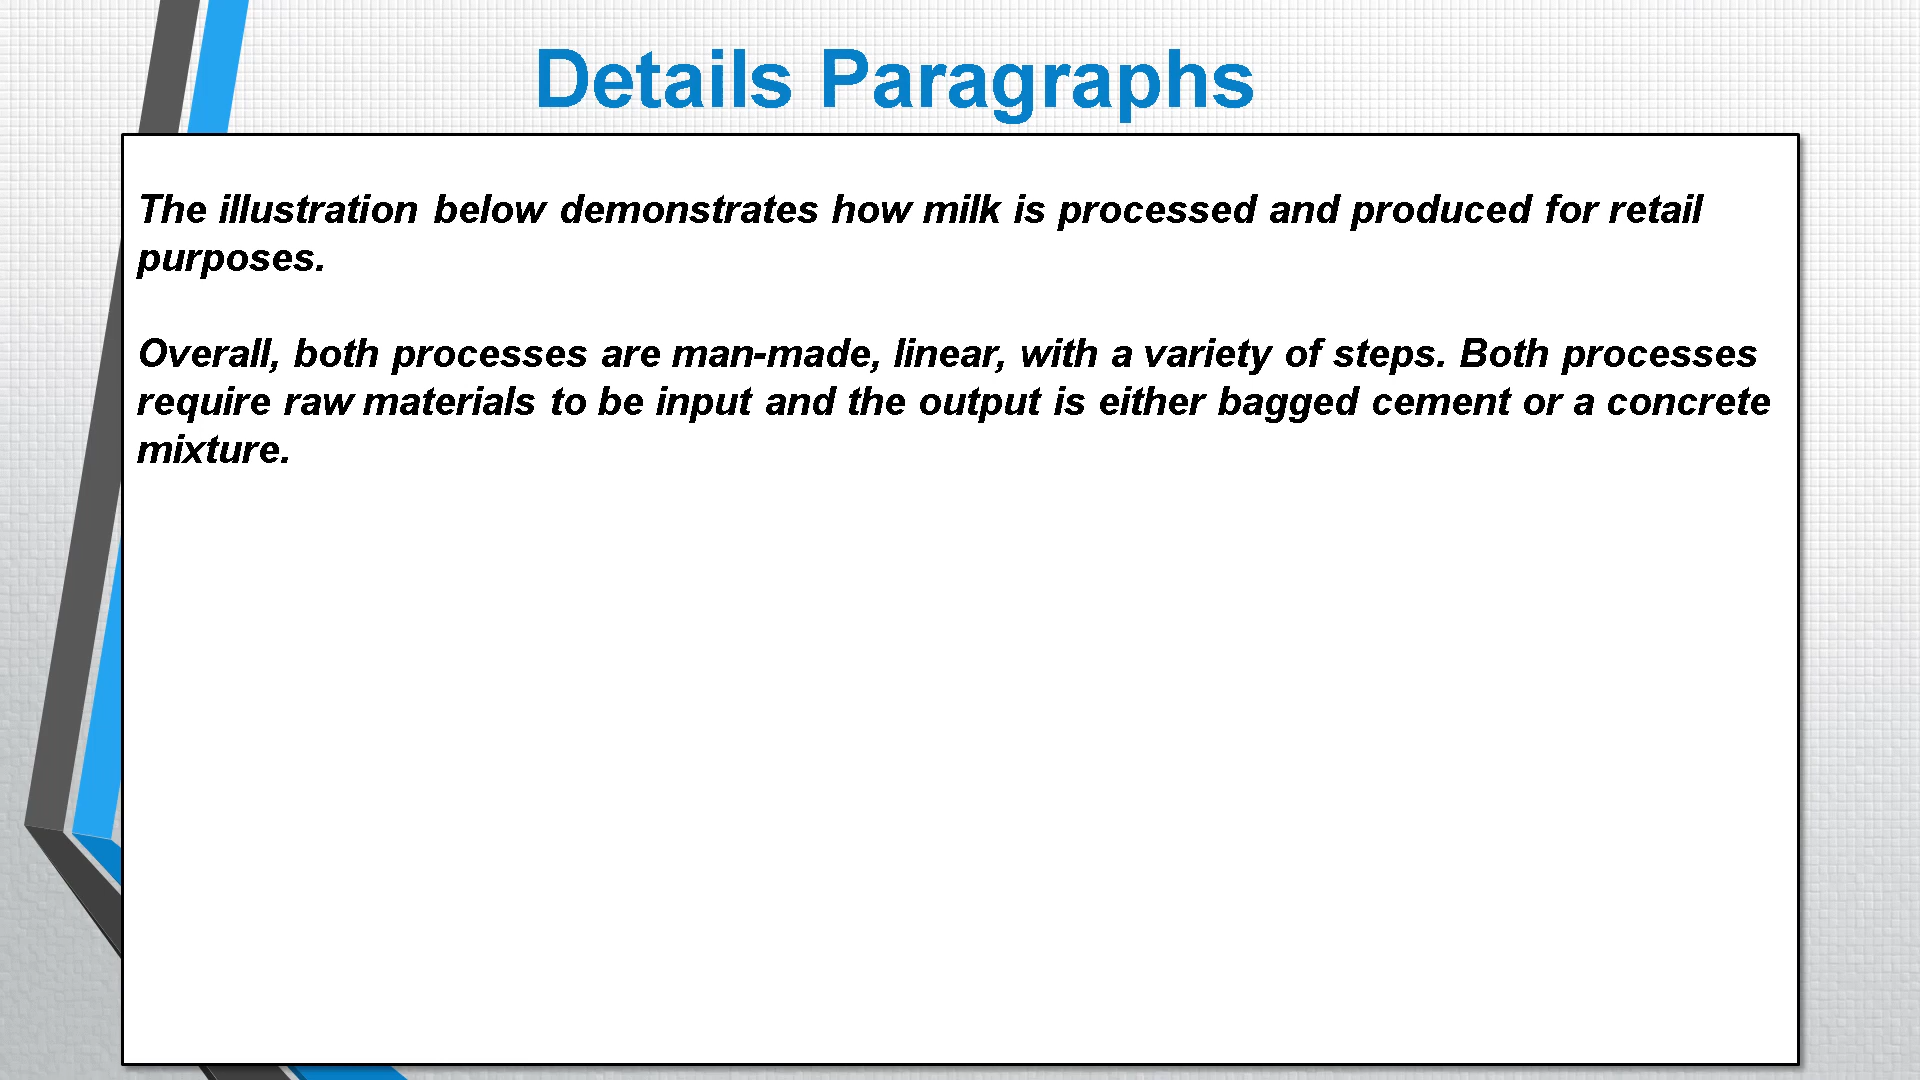 Details Paragraphs
The illustration below demonstrates how milk is processed and produced for retail
purposes.
Overall, both processes are man-made, linear, with a variety of steps. Both processes
require raw materials to be input and the output is either bagged cement or a concrete
mixture.